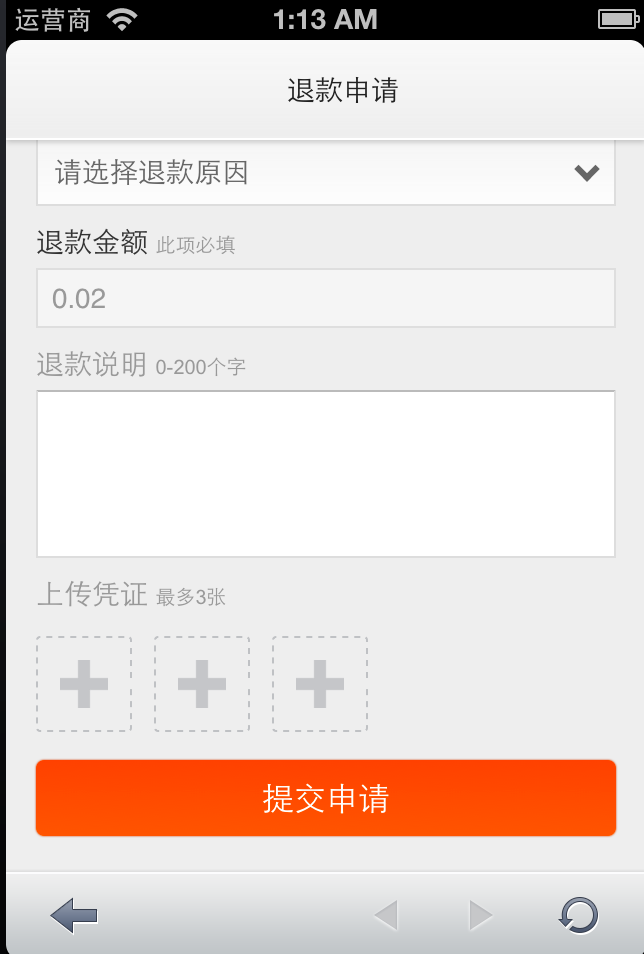 运营商 1:13 AM
退款申请
请选择退款原因
退款金额 此项必填
0.02
退款说明 0-200个字
上传凭证 最多3张
提交申请